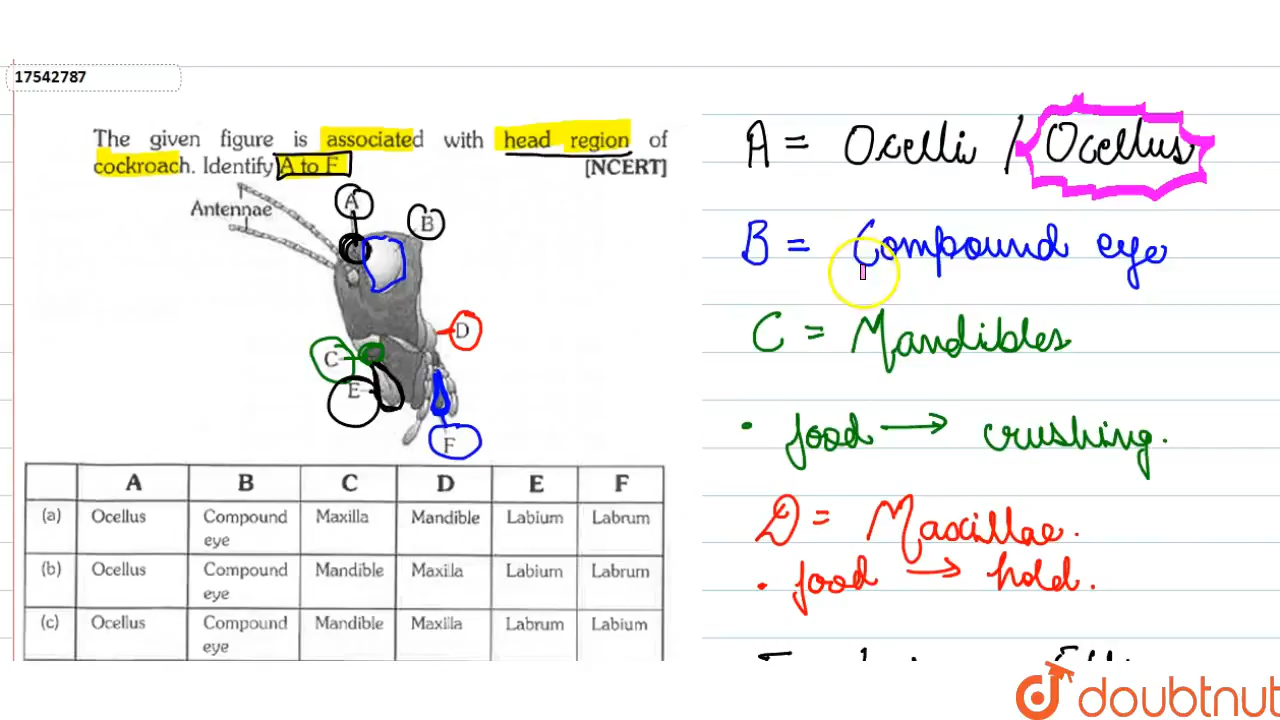 17542787
The given figure is associated with head region of
cockroach. Identify A to F
[NCERT]
Antennae
A
B
D
C
E
F
A B C D E F
(a) Ocellus Compound eye Maxilla Mandible Labium Labrum
(b) Ocellus Compound eye Mandible Maxilla Labium Labrum
(c) Ocellus Compound eye Mandible Maxilla Labrum Labium
A = Ocelli / Ocellus
B = Compound eye
C = Mandibles
• food → crushing.
D = Maxillae.
• food → hold.
doubtnut